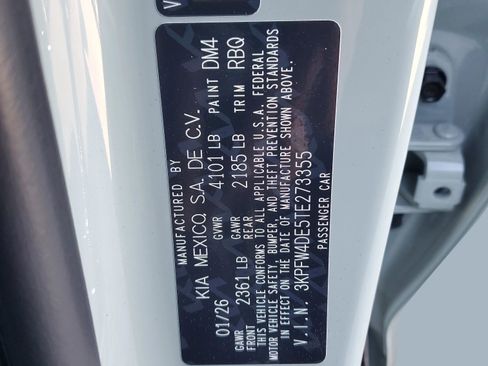 V
MANUFACTURED BY
KIA MEXICO, S.A. DE C.V.
01/26 GVWR 4101 LB PAINT DM4
GAWR FRONT 2361 LB GAWR REAR 2185 LB TRIM RBQ
THIS VEHICLE CONFORMS TO ALL APPLICABLE U.S.A. FEDERAL
MOTOR VEHICLE SAFETY, BUMPER, AND THEFT PREVENTION STANDARDS
IN EFFECT ON THE DATE OF MANUFACTURE SHOWN ABOVE.
V.I.N. 3KPFW4DE5TE273355
PASSENGER CAR